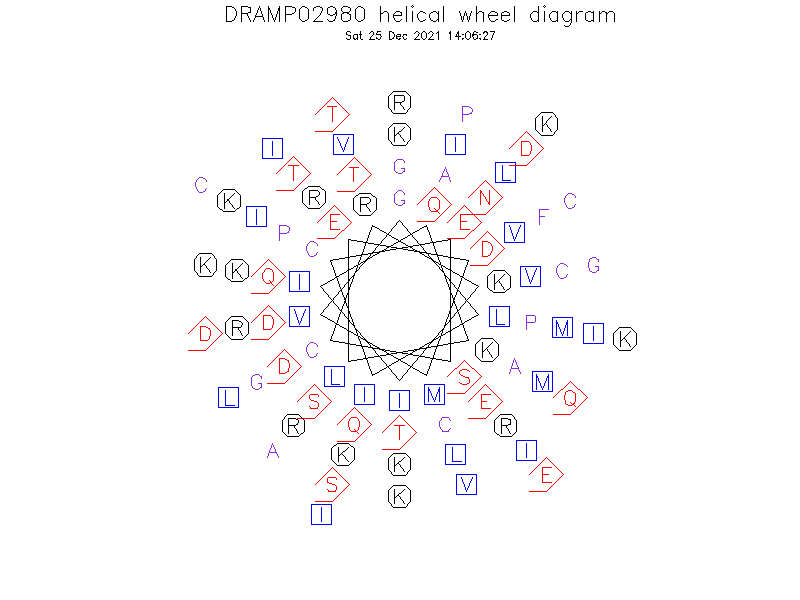 DRAMP02980 helical wheel diagram
Sat 25 Dec 2021 14:06:27
R
T P
K
K
I V I D
T T G A L
C
K R R G Q N C
I E E F
P V
C D
K K Q I K V C G
D R D V L P M I K
C K
D A
G L S M
L S I I M E Q
R Q T C R
A K L I
K
S V E
K
I